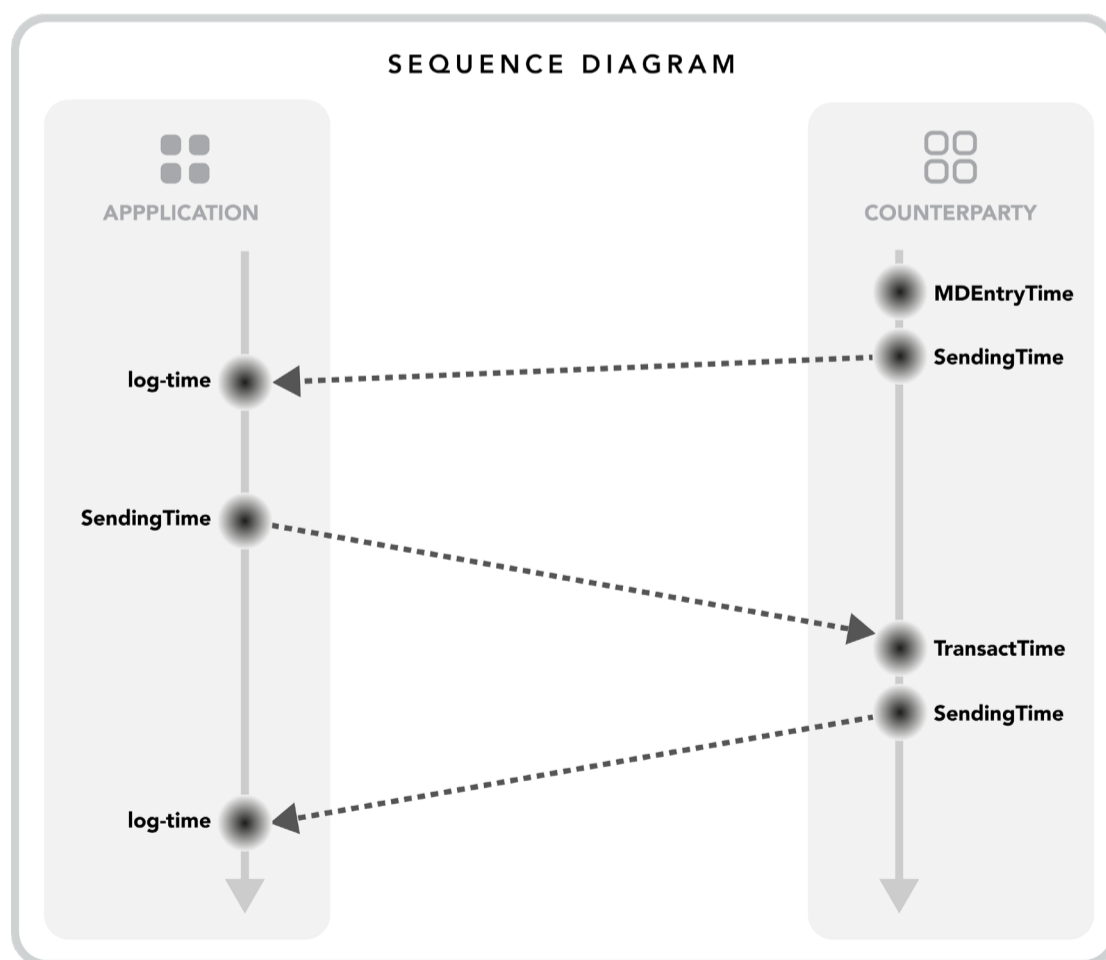 SEQUENCE DIAGRAM
APPPLICATION
COUNTERPARTY
MDEntryTime
SendingTime
log-time
SendingTime
TransactTime
SendingTime
log-time